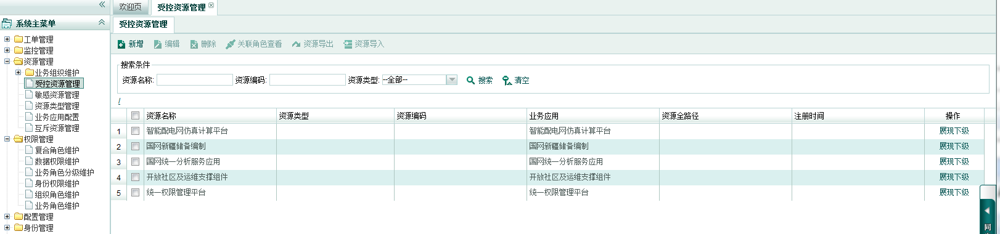 欢迎页 受控资源管理
系统主菜单
工单管理
监控管理
资源管理
业务组织维护
受控资源管理
敏感资源管理
资源类型管理
业务应用配置
互斥资源管理
权限管理
复合角色维护
数据权限维护
业务角色分级维护
身份权限维护
组织角色维护
业务角色维护
配置管理
身份管理
受控资源管理
新增 编辑 删除 关联角色查看 资源导出 资源导入
搜索条件
资源名称: 资源编码: 资源类型: --全部-- 搜索 清空
/
资源名称 资源类型 资源编码 业务应用 资源全路径 注册时间 操作
1 智能配电网仿真计算平台 智能配电网仿真计算平台 展现下级
2 国网新疆储备编制 国网新疆储备编制 展现下级
3 国网统一分析服务应用 国网统一分析服务应用 展现下级
4 开放社区及运维支撑组件 开放社区及运维支撑组件 展现下级
5 统一权限管理平台 统一权限管理平台 展现下级